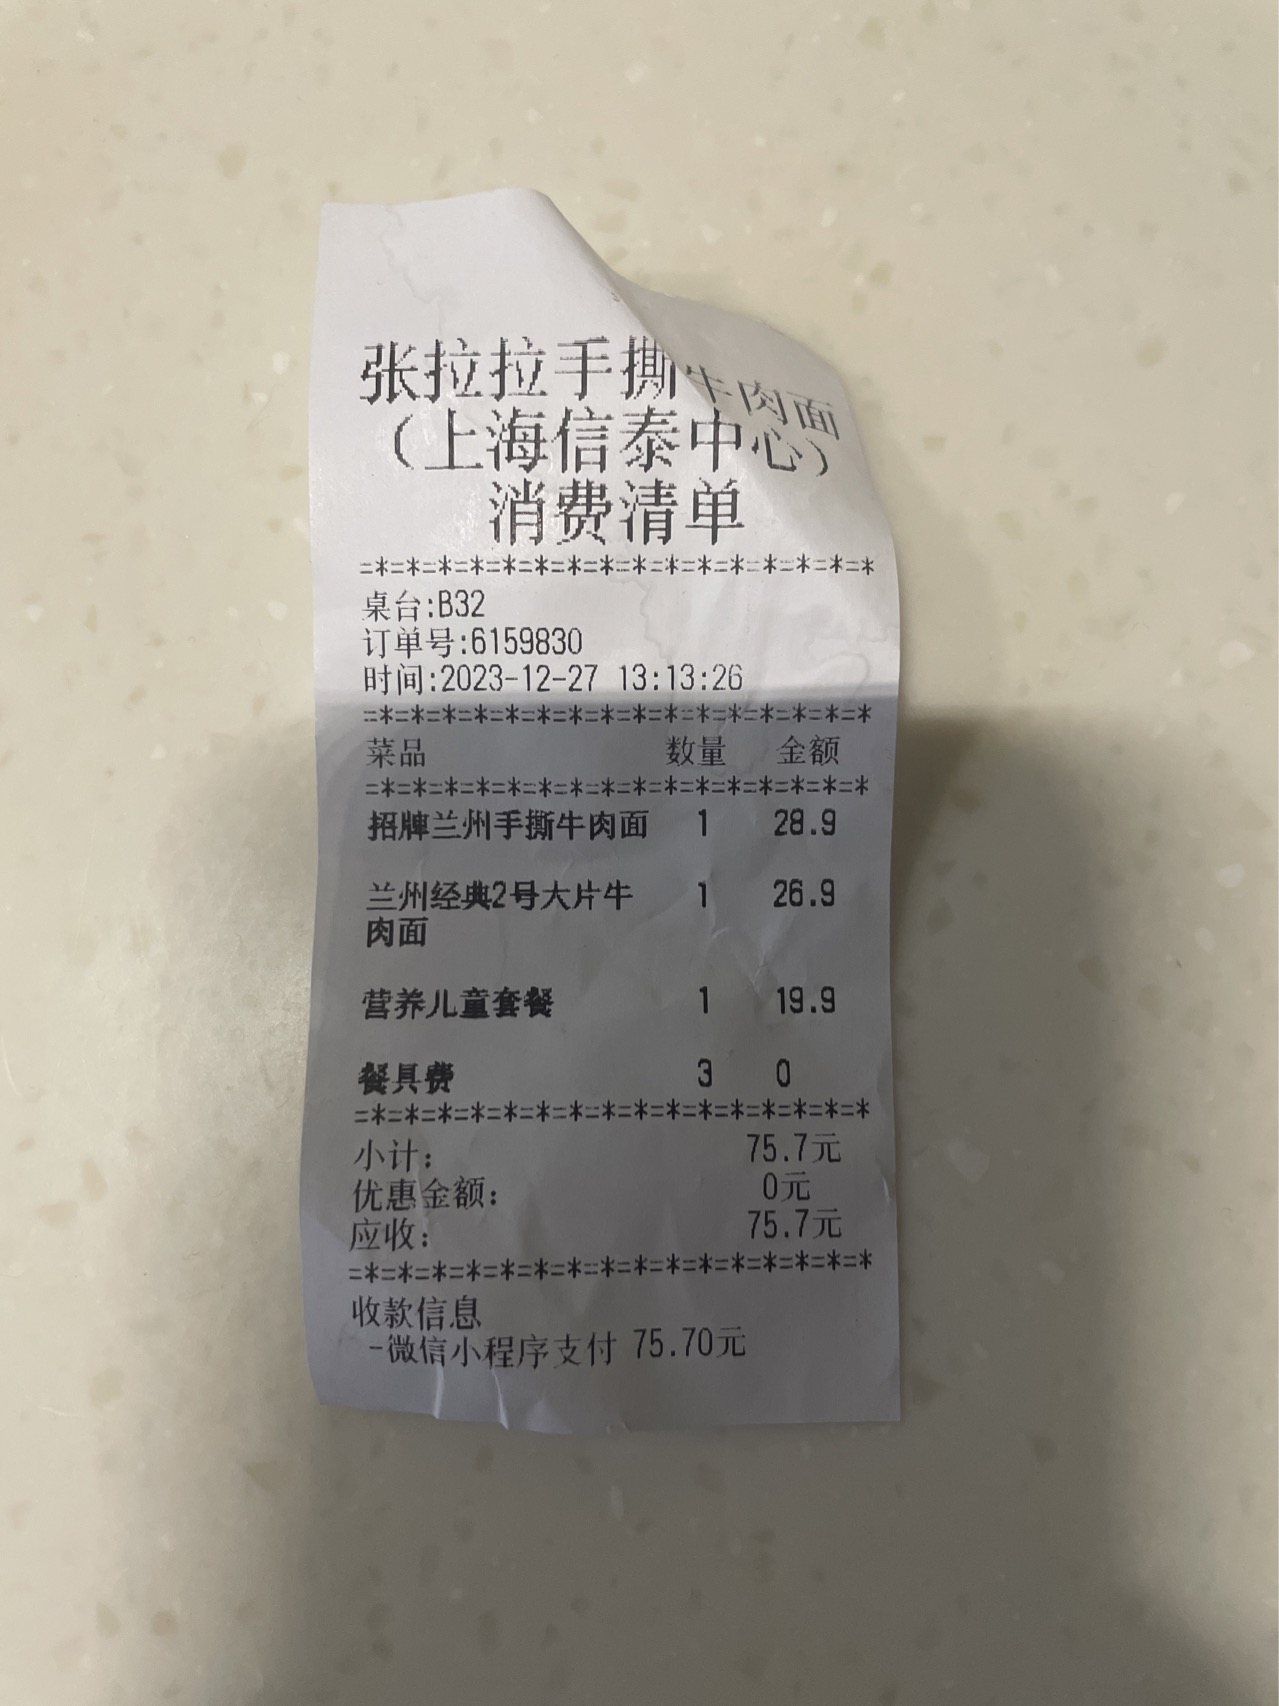 张拉拉手撕牛肉面
(上海信泰中心)
消费清单
=*=*=*=*=*=*=*=*=*=*=*=*=*=*=*=*
桌台:B32
订单号:6159830
时间:2023-12-27 13:13:26
=*=*=*=*=*=*=*=*=*=*=*=*=*=*=*=*
菜品 数量 金额
=*=*=*=*=*=*=*=*=*=*=*=*=*=*=*=*
招牌兰州手撕牛肉面 1 28.9
兰州经典2号大片牛 1 26.9
肉面
营养儿童套餐 1 19.9
餐具费 3 0
=*=*=*=*=*=*=*=*=*=*=*=*=*=*=*=*
小计: 75.7元
优惠金额: 0元
应收: 75.7元
=*=*=*=*=*=*=*=*=*=*=*=*=*=*=*=*
收款信息
-微信小程序支付 75.70元